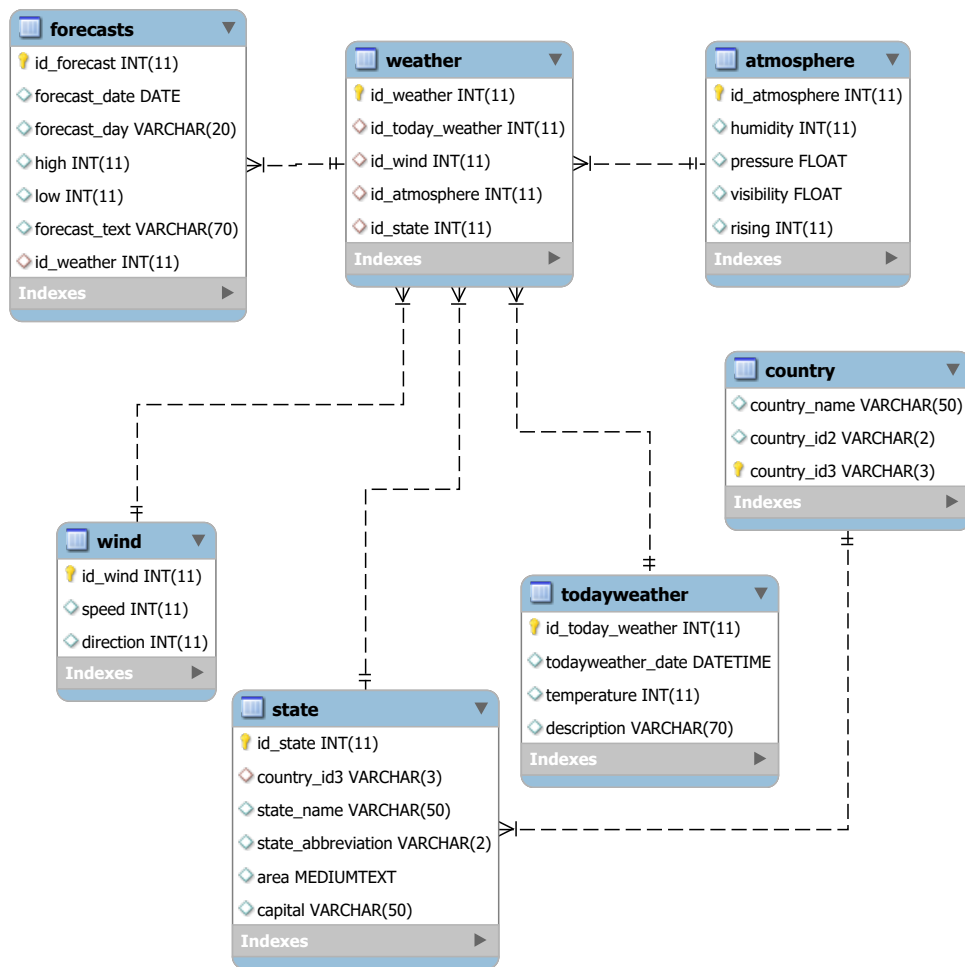 forecasts
id_forecast INT(11)
forecast_date DATE
forecast_day VARCHAR(20)
high INT(11)
low INT(11)
forecast_text VARCHAR(70)
id_weather INT(11)
Indexes
weather
id_weather INT(11)
id_today_weather INT(11)
id_wind INT(11)
id_atmosphere INT(11)
id_state INT(11)
Indexes
atmosphere
id_atmosphere INT(11)
humidity INT(11)
pressure FLOAT
visibility FLOAT
rising INT(11)
Indexes
country
country_name VARCHAR(50)
country_id2 VARCHAR(2)
country_id3 VARCHAR(3)
Indexes
wind
id_wind INT(11)
speed INT(11)
direction INT(11)
Indexes
todayweather
id_today_weather INT(11)
todayweather_date DATETIME
temperature INT(11)
description VARCHAR(70)
Indexes
state
id_state INT(11)
country_id3 VARCHAR(3)
state_name VARCHAR(50)
state_abbreviation VARCHAR(2)
area MEDIUMTEXT
capital VARCHAR(50)
Indexes